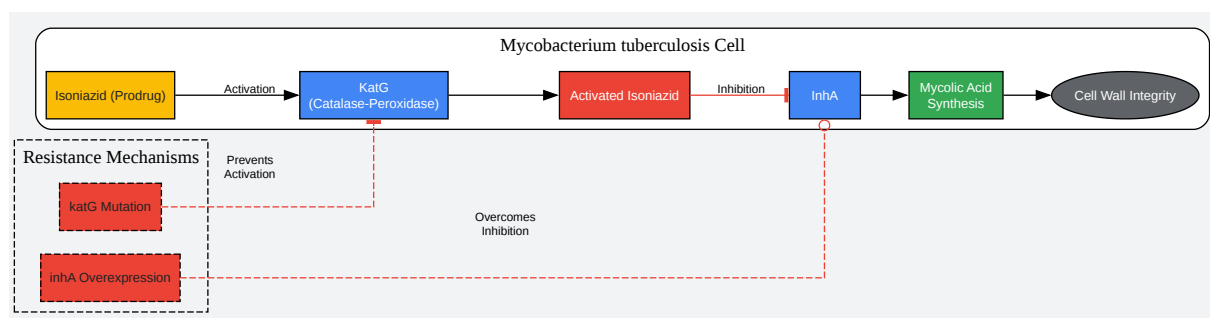 Mycobacterium tuberculosis Cell
Isoniazid (Prodrug)
Activation
KatG
(Catalase-Peroxidase)
Activated Isoniazid
Inhibition
InhA
Mycolic Acid
Synthesis
Cell Wall Integrity
Resistance Mechanisms
Prevents
Activation
katG Mutation
Overcomes
Inhibition
inhA Overexpression